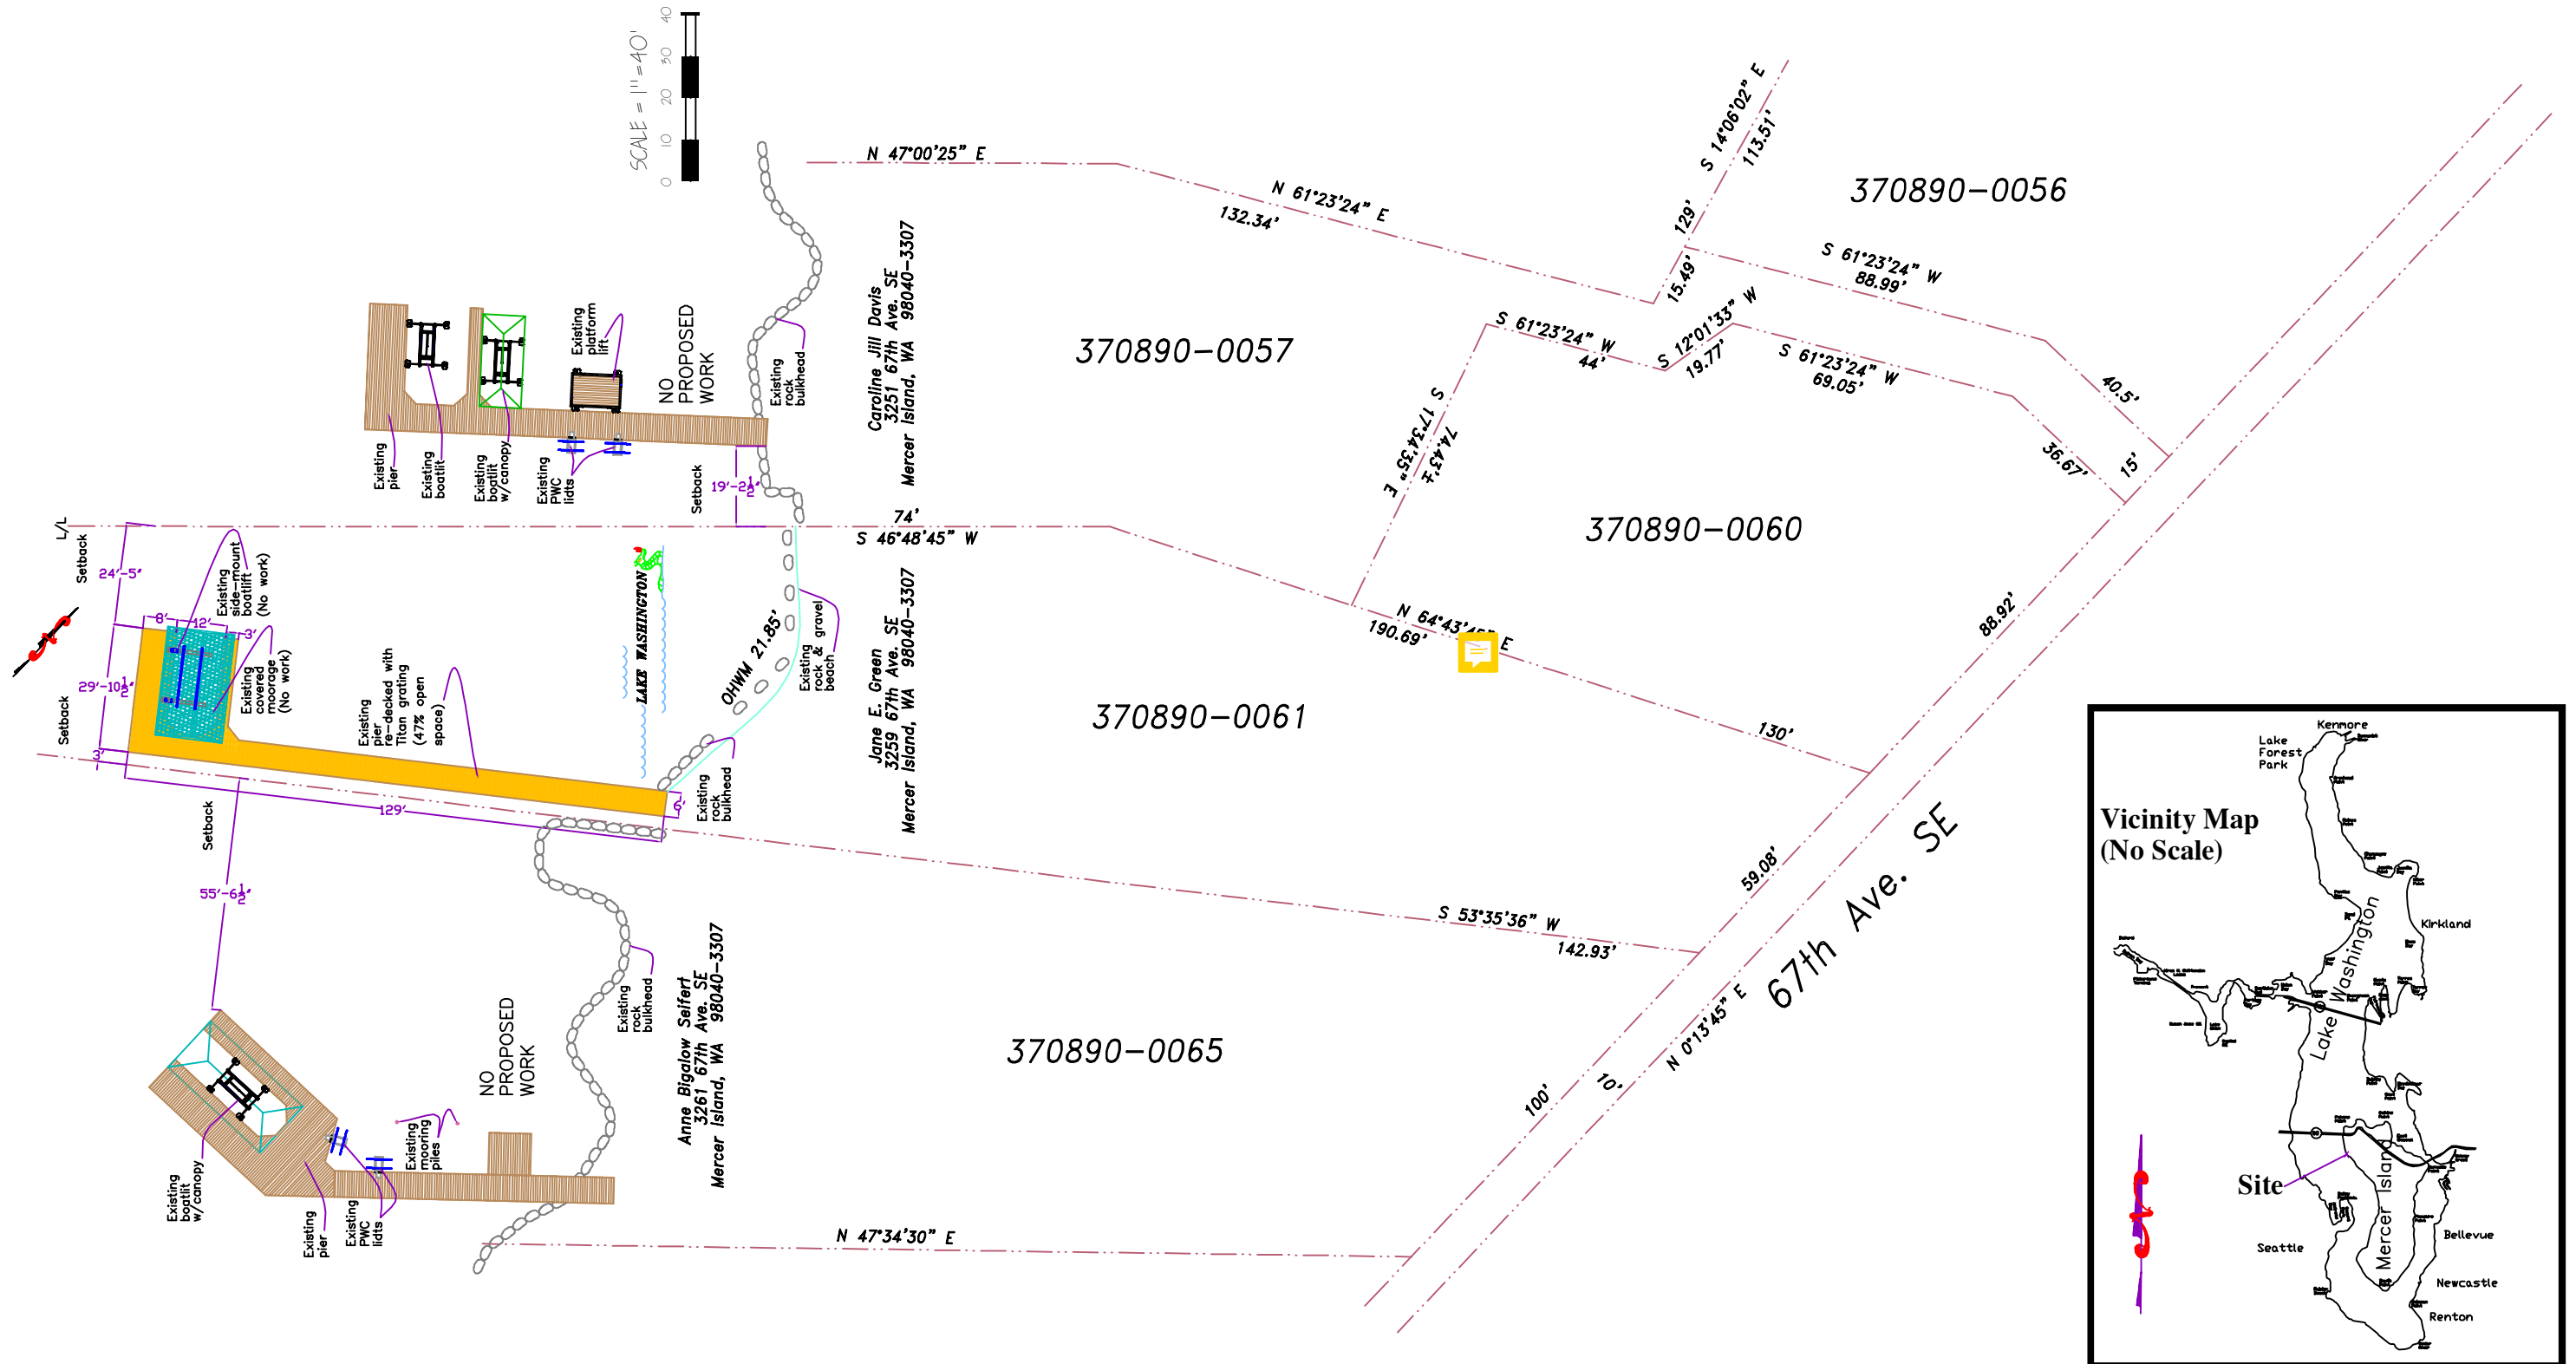 SCALE = 1" = 40'
0 10 20 30 40
N 47°00'25" E
N 61°23'24" E
132.34'
S 14°06'02" E
113.51'
129'
15.49'
370890-0056
S 61°23'24" W
88.99'
40.5'
15'
36.67'
S 61°23'24" W
44'
S 12°01'33" W
19.77'
S 61°23'24" W
69.05'
S 17°34'35" E
74.43'±
370890-0057
370890-0060
Caroline Jill Davis
3251 67th Ave. SE
Mercer Island, WA 98040-3307
Existing
platform
lift
NO
PROPOSED
WORK
Existing
rock
bulkhead
Existing
pier
Existing
boatlit
Existing
boatlit
w/canopy
Existing
PWC
lidts
Setback
19'-2½"
L/L
Setback
24'-5"
74'
S 46°48'45" W
Existing
side-mount
boatlift
(No work)
8'
12'
3'
Existing
covered
moorage
(No work)
29'-10½"
Setback
3'
Existing
pier
re-decked with
Titan grating
(47% open
space)
LAKE WASHINGTON
OHWM 21.85'
Existing
rock & gravel
beach
Jane E. Green
3259 67th Ave. SE
Mercer Island, WA 98040-3307
370890-0061
190.69'
130'
88.92'
59.08'
129'
6'
Existing
rock
bulkhead
Setback
55'-6½"
S 53°35'36" W
142.93'
67th Ave. SE
N 0°13'45" E
10'
100'
Anne Bigalow Seifert
3261 67th Ave. SE
Mercer Island, WA 98040-3307
370890-0065
Existing
rock
bulkhead
NO
PROPOSED
WORK
Existing
mooring
piles
Existing
boatlit
w/canopy
Existing
pier
Existing
PWC
lidts
N 47°34'30" E
Vicinity Map
(No Scale)
Kenmore
Lake
Forest
Park
Kirkland
Lake Washington
Site
Mercer Island
Seattle
Bellevue
Newcastle
Renton